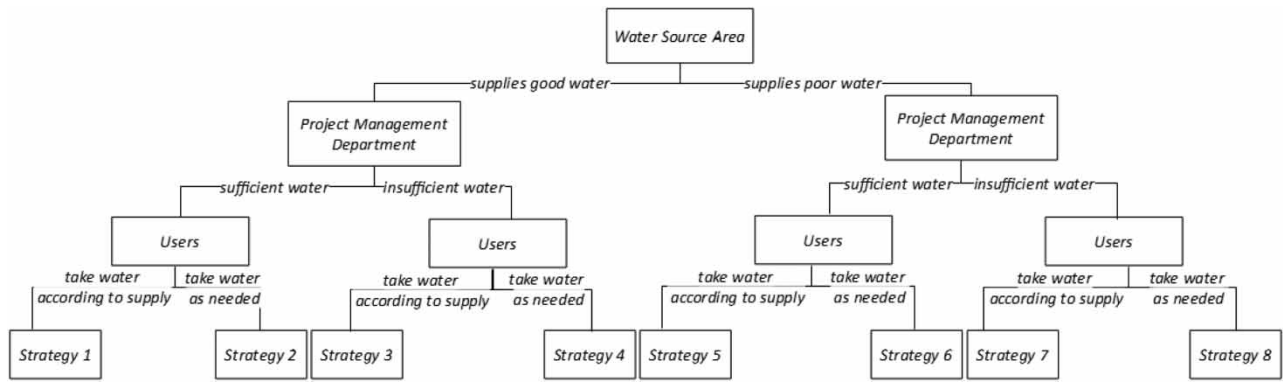 Water Source Area
supplies good water
supplies poor water
Project Management
Department
Project Management
Department
sufficient water
insufficient water
sufficient water
insufficient water
Users
Users
Users
Users
take water
according to supply
take water
as needed
take water
according to supply
take water
as needed
take water
according to supply
take water
as needed
take water
according to supply
take water
as needed
Strategy 1
Strategy 2
Strategy 3
Strategy 4
Strategy 5
Strategy 6
Strategy 7
Strategy 8